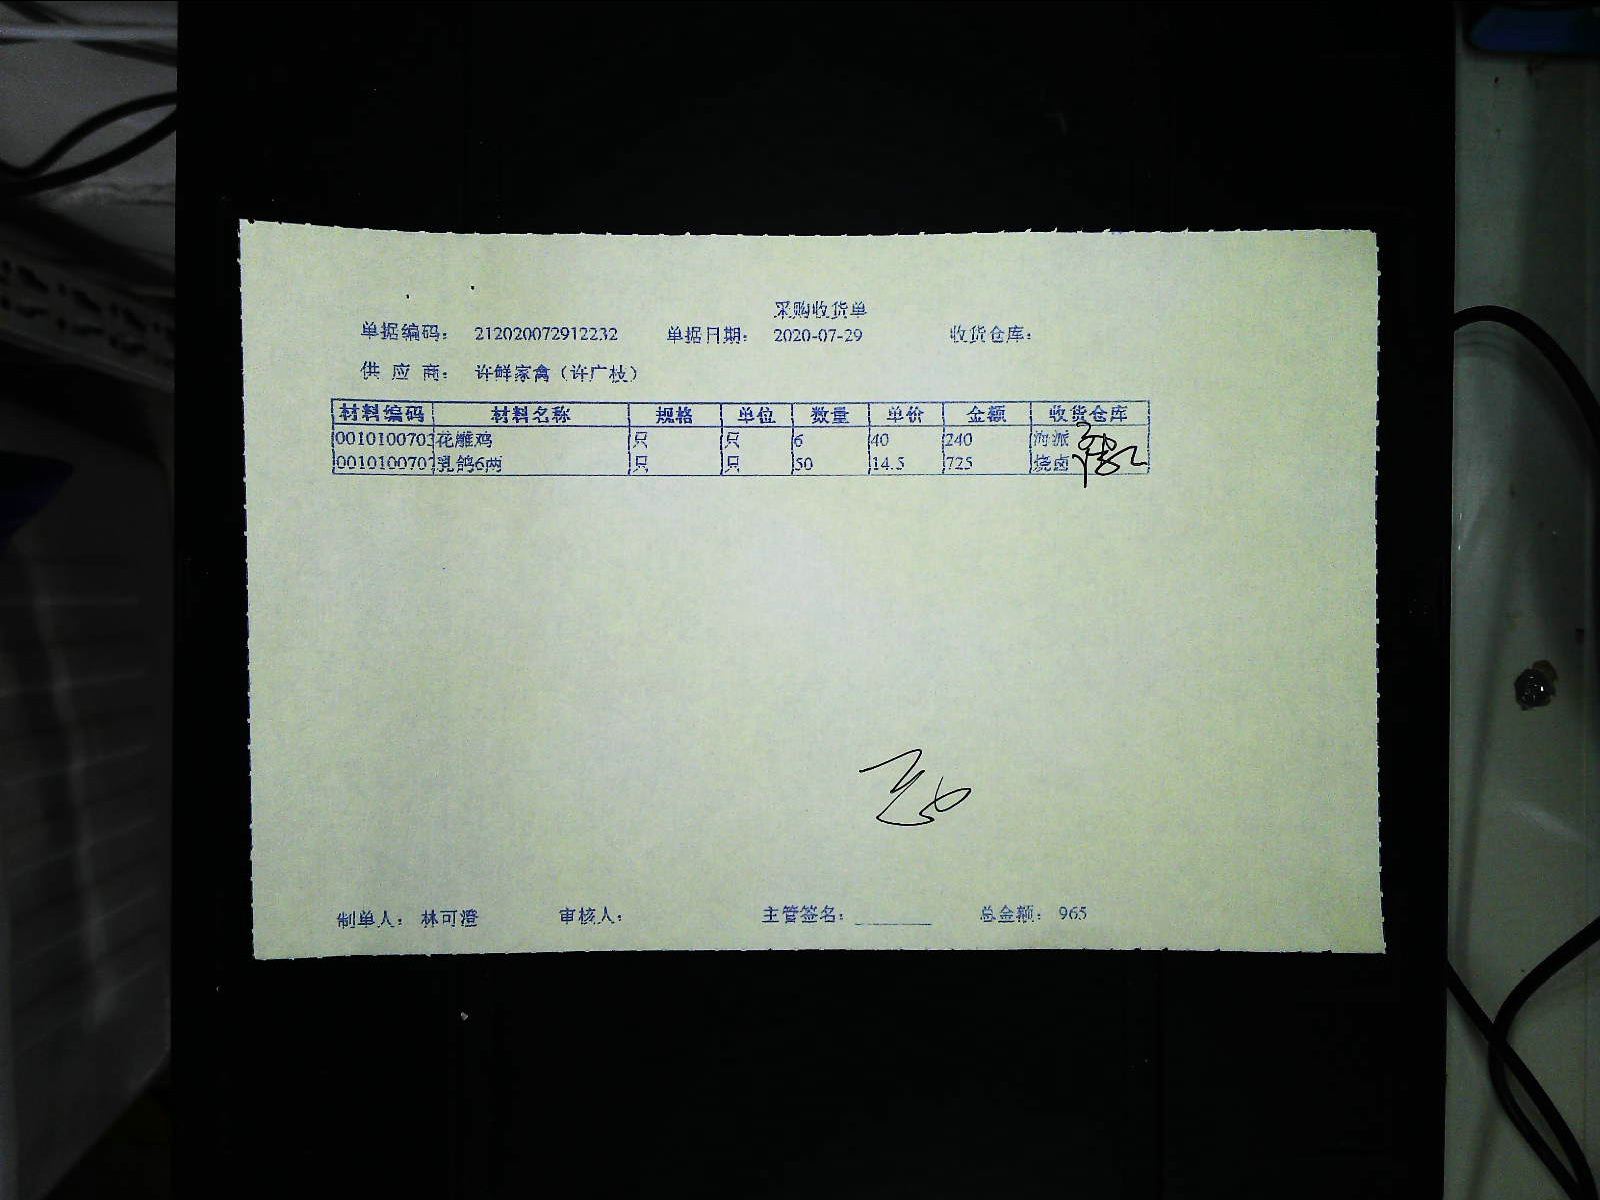 采购收货单
单据编码: 212020072912232 单据日期: 2020-07-29 收货仓库:
供 应 商: 许鲜家禽（许广枝）
材料编码 材料名称 规格 单位 数量 单价 金额 收货仓库
0010100703 花雕鸡 只 只 6 40 240 海派
0010100707 乳鸽6两 只 只 50 14.5 725 烧卤
制单人: 林可澄 审核人: 主管签名: 总金额: 965